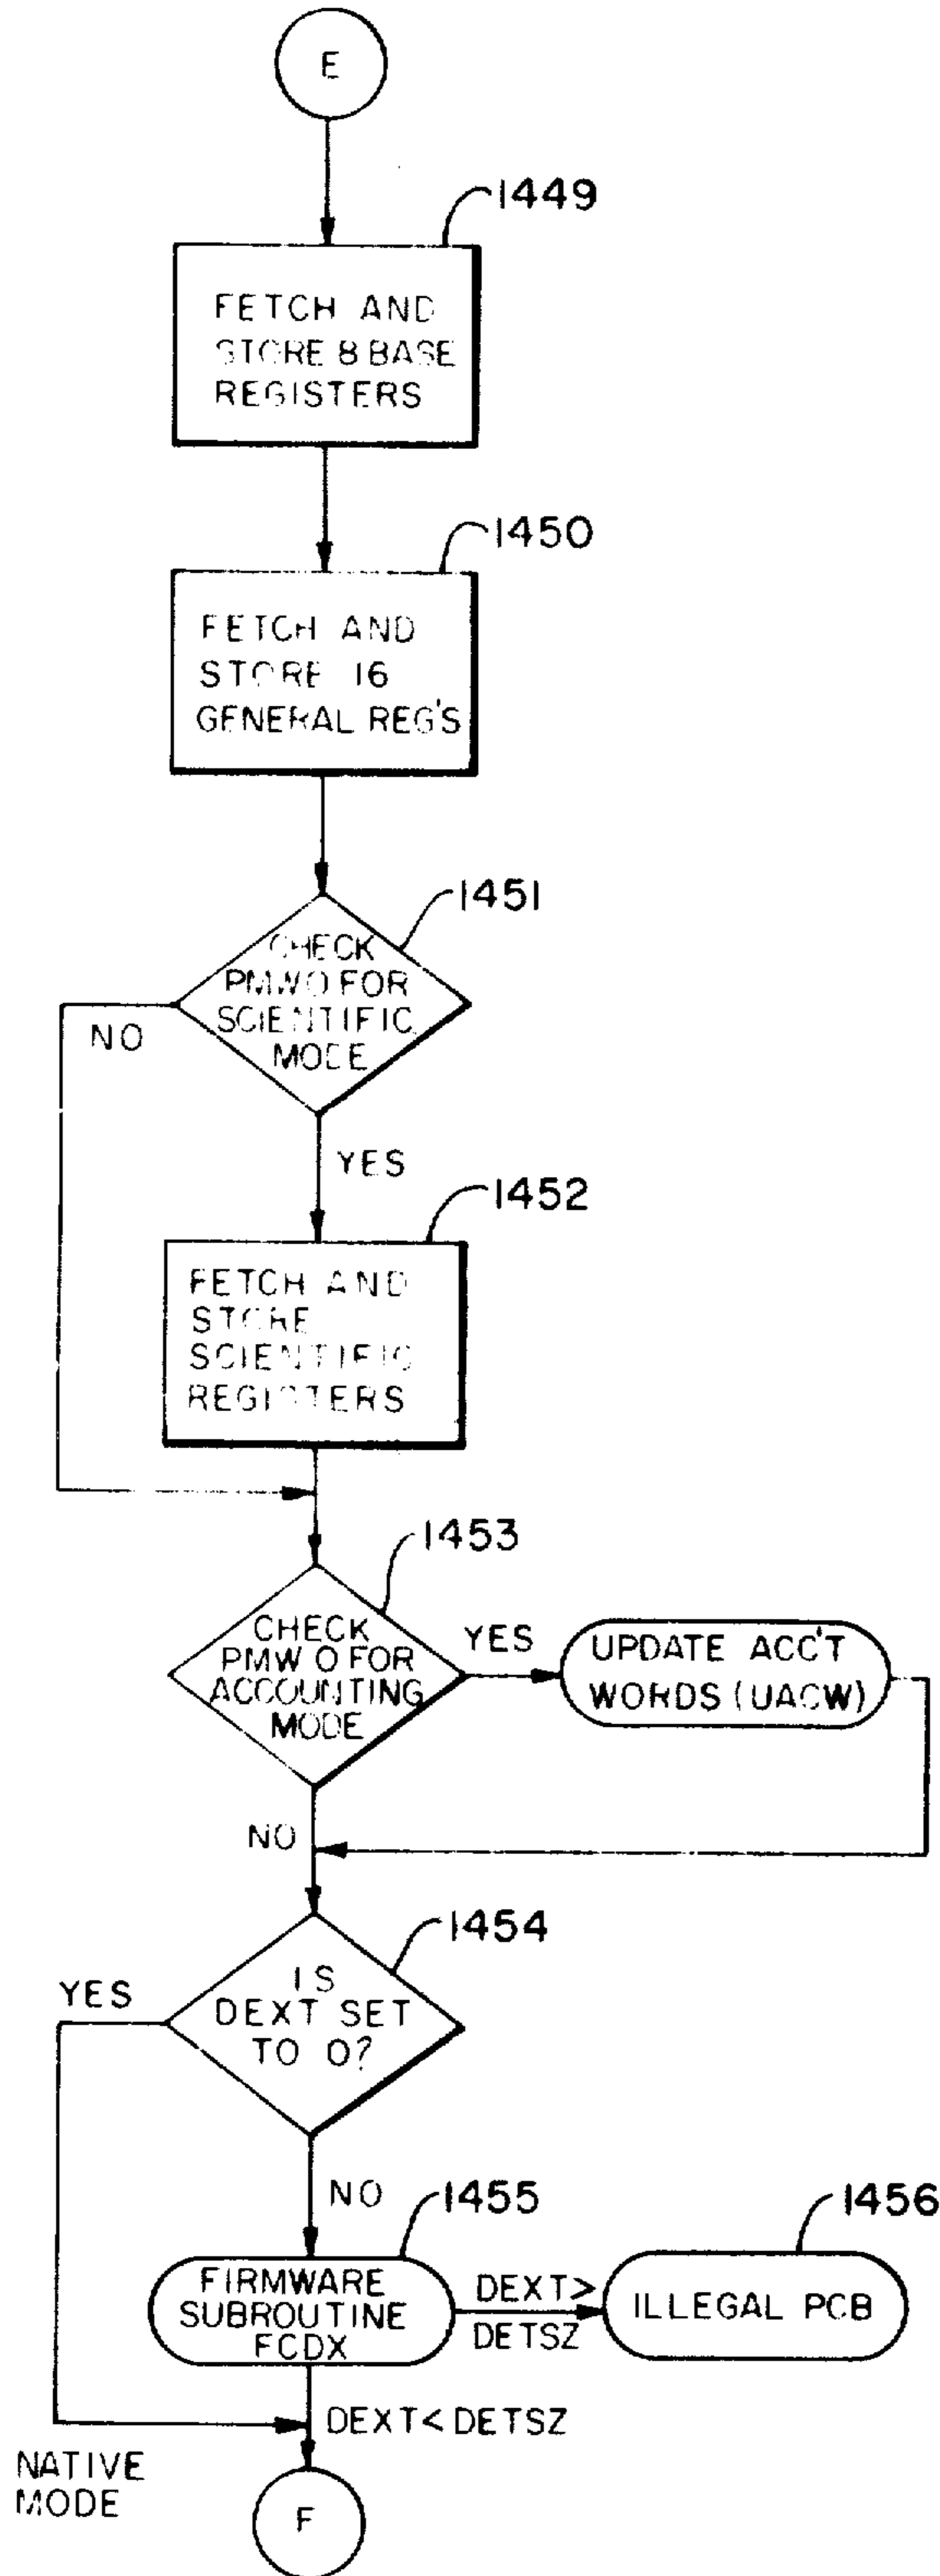 E
1449
FETCH AND
STORE 8 BASE
REGISTERS
1450
FETCH AND
STORE 16
GENERAL REG'S
1451
CHECK
PMW0 FOR
SCIENTIFIC
MODE
NO
YES
1452
FETCH AND
STORE
SCIENTIFIC
REGISTERS
1453
CHECK
PMW 0 FOR
ACCOUNTING
MODE
YES
UPDATE ACC'T
WORDS (UACW)
NO
1454
IS
DEXT SET
TO 0?
YES
NO
1455
FIRMWARE
SUBROUTINE
FCDX
DEXT>
DETSZ
1456
ILLEGAL PCB
DEXT< DETSZ
NATIVE
MODE
F